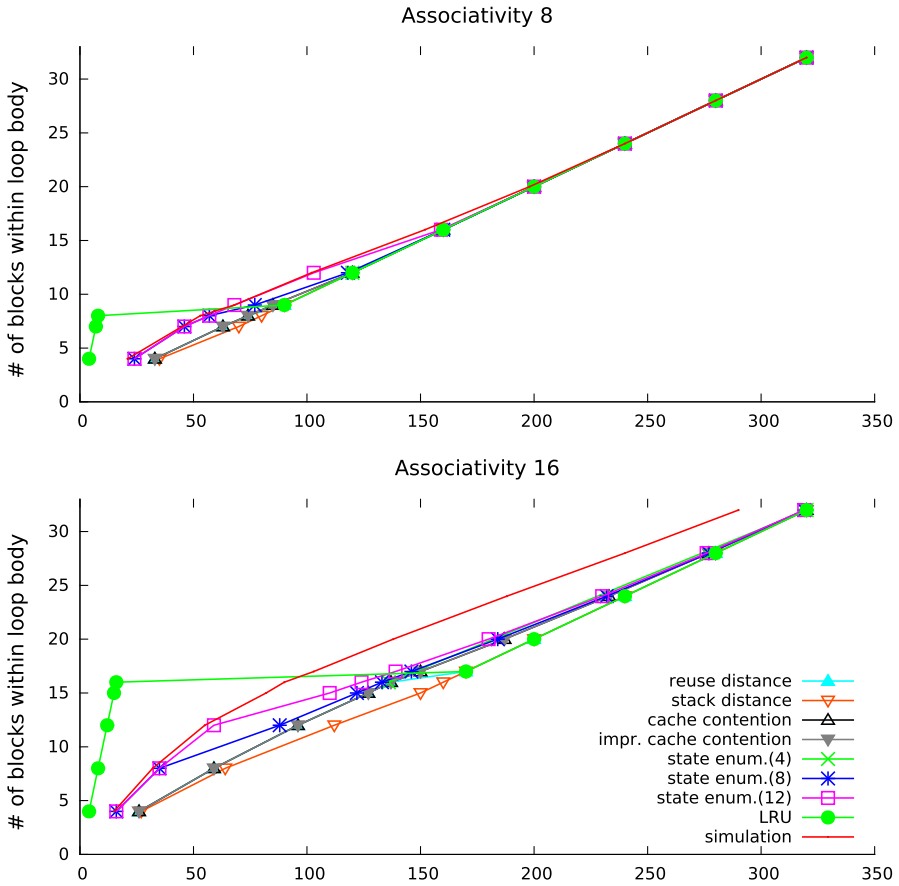 Associativity 8
# of blocks within loop body
30
25
20
15
10
5
0
0 50 100 150 200 250 300 350
Associativity 16
# of blocks within loop body
30
25
20
15
10
5
0
0 50 100 150 200 250 300 350
reuse distance
stack distance
cache contention
impr. cache contention
state enum.(4)
state enum.(8)
state enum.(12)
LRU
simulation